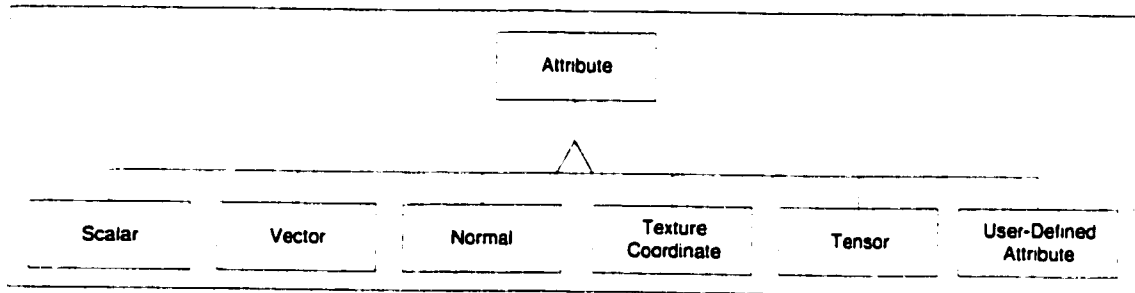 Attribute
Scalar
Vector
Normal
Texture
Coordinate
Tensor
User-Defined
Attribute